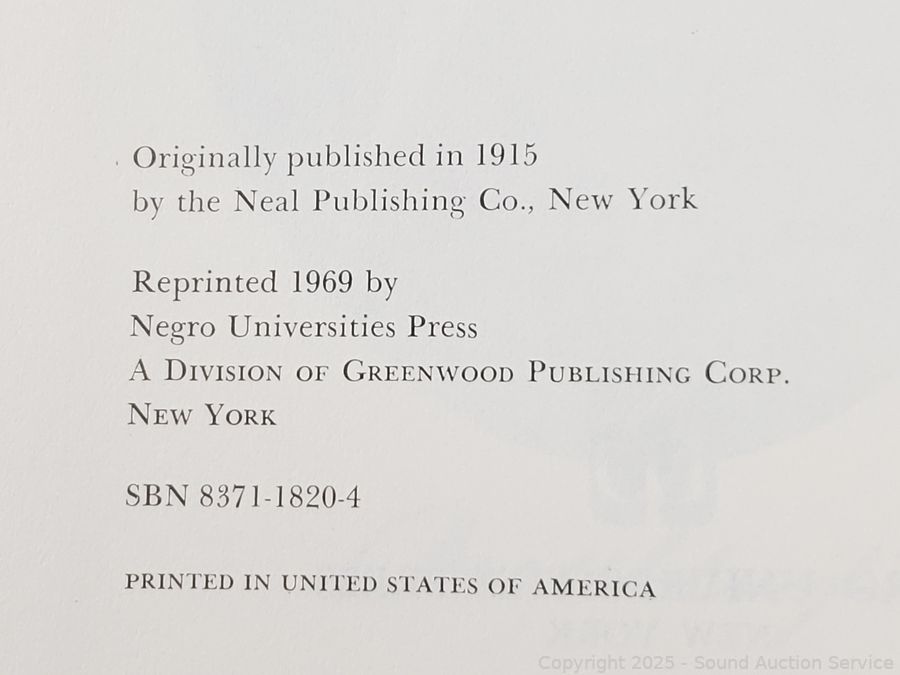 Originally published in 1915
by the Neal Publishing Co., New York
Reprinted 1969 by
Negro Universities Press
A Division of Greenwood Publishing Corp.
New York
SBN 8371-1820-4
PRINTED IN UNITED STATES OF AMERICA
Copyright 2025 - Sound Auction Service